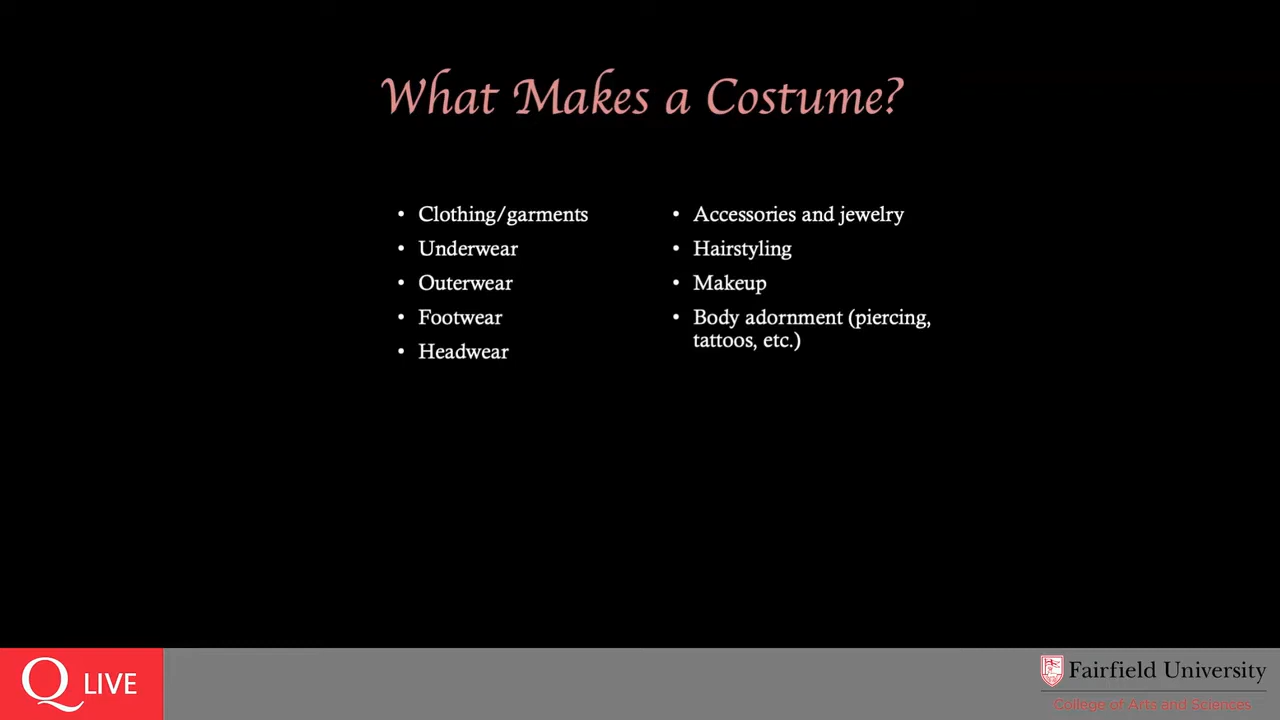 What Makes a Costume?
• Clothing/garments
• Underwear
• Outerwear
• Footwear
• Headwear
• Accessories and jewelry
• Hairstyling
• Makeup
• Body adornment (piercing,
tattoos, etc.)
Q LIVE
Fairfield University
College of Arts and Sciences